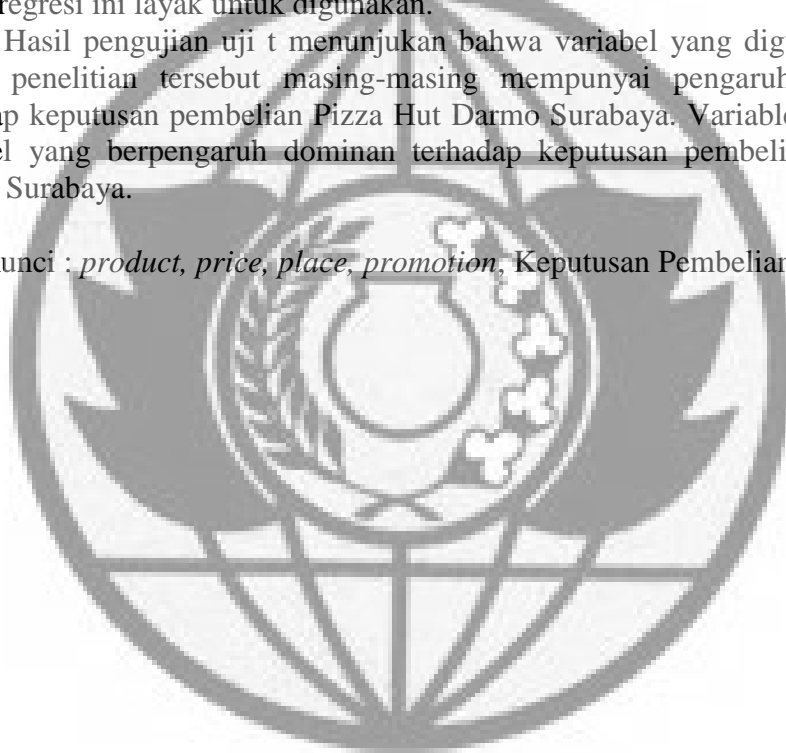 regresi ini layak untuk digunakan.
Hasil pengujian uji t menunjukan bahwa variabel yang dig
penelitian tersebut masing-masing mempunyai pengaruh
ap keputusan pembelian Pizza Hut Darmo Surabaya. Variable
el yang berpengaruh dominan terhadap keputusan pembeli
Surabaya.
unci : product, price, place, promotion, Keputusan Pembelian